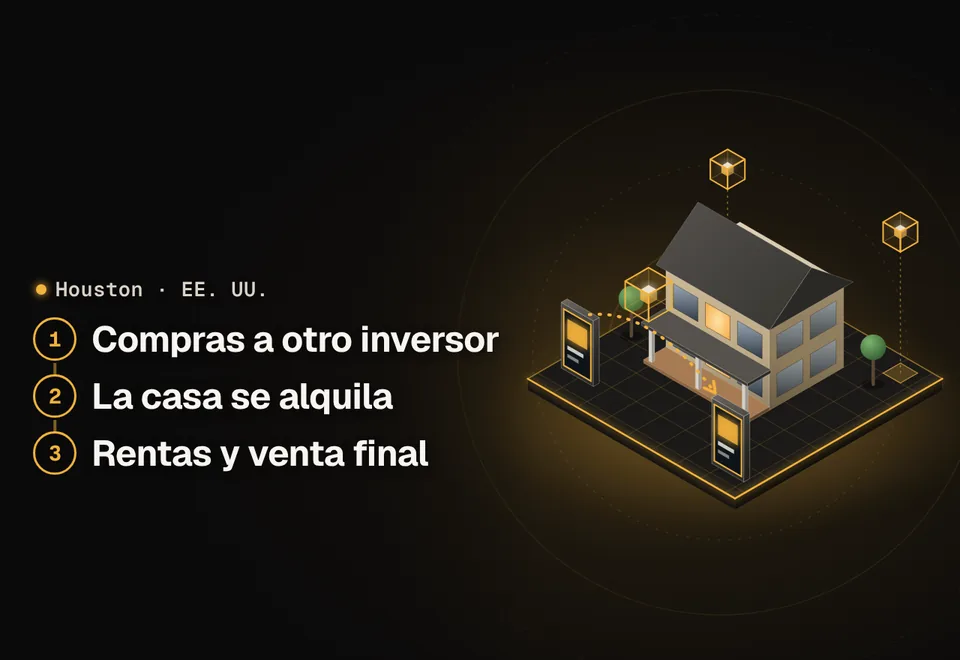 Houston · EE. UU.
1 Compras a otro inversor
2 La casa se alquila
3 Rentas y venta final